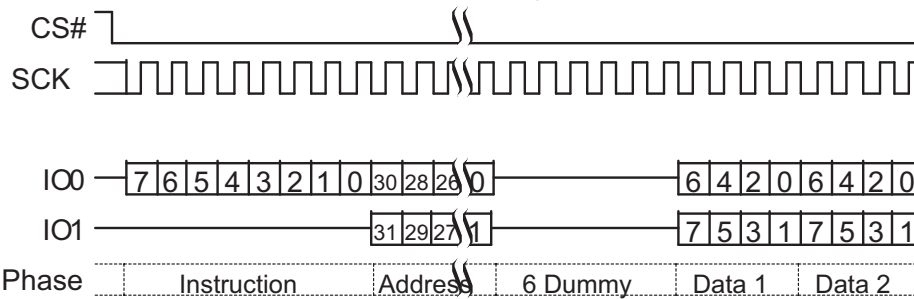 CS#
SCK
IO0 7 6 5 4 3 2 1 0 30 28 26 0 6 4 2 0 6 4 2 0
IO1 31 29 27 1 7 5 3 1 7 5 3 1
Phase Instruction Address 6 Dummy Data 1 Data 2